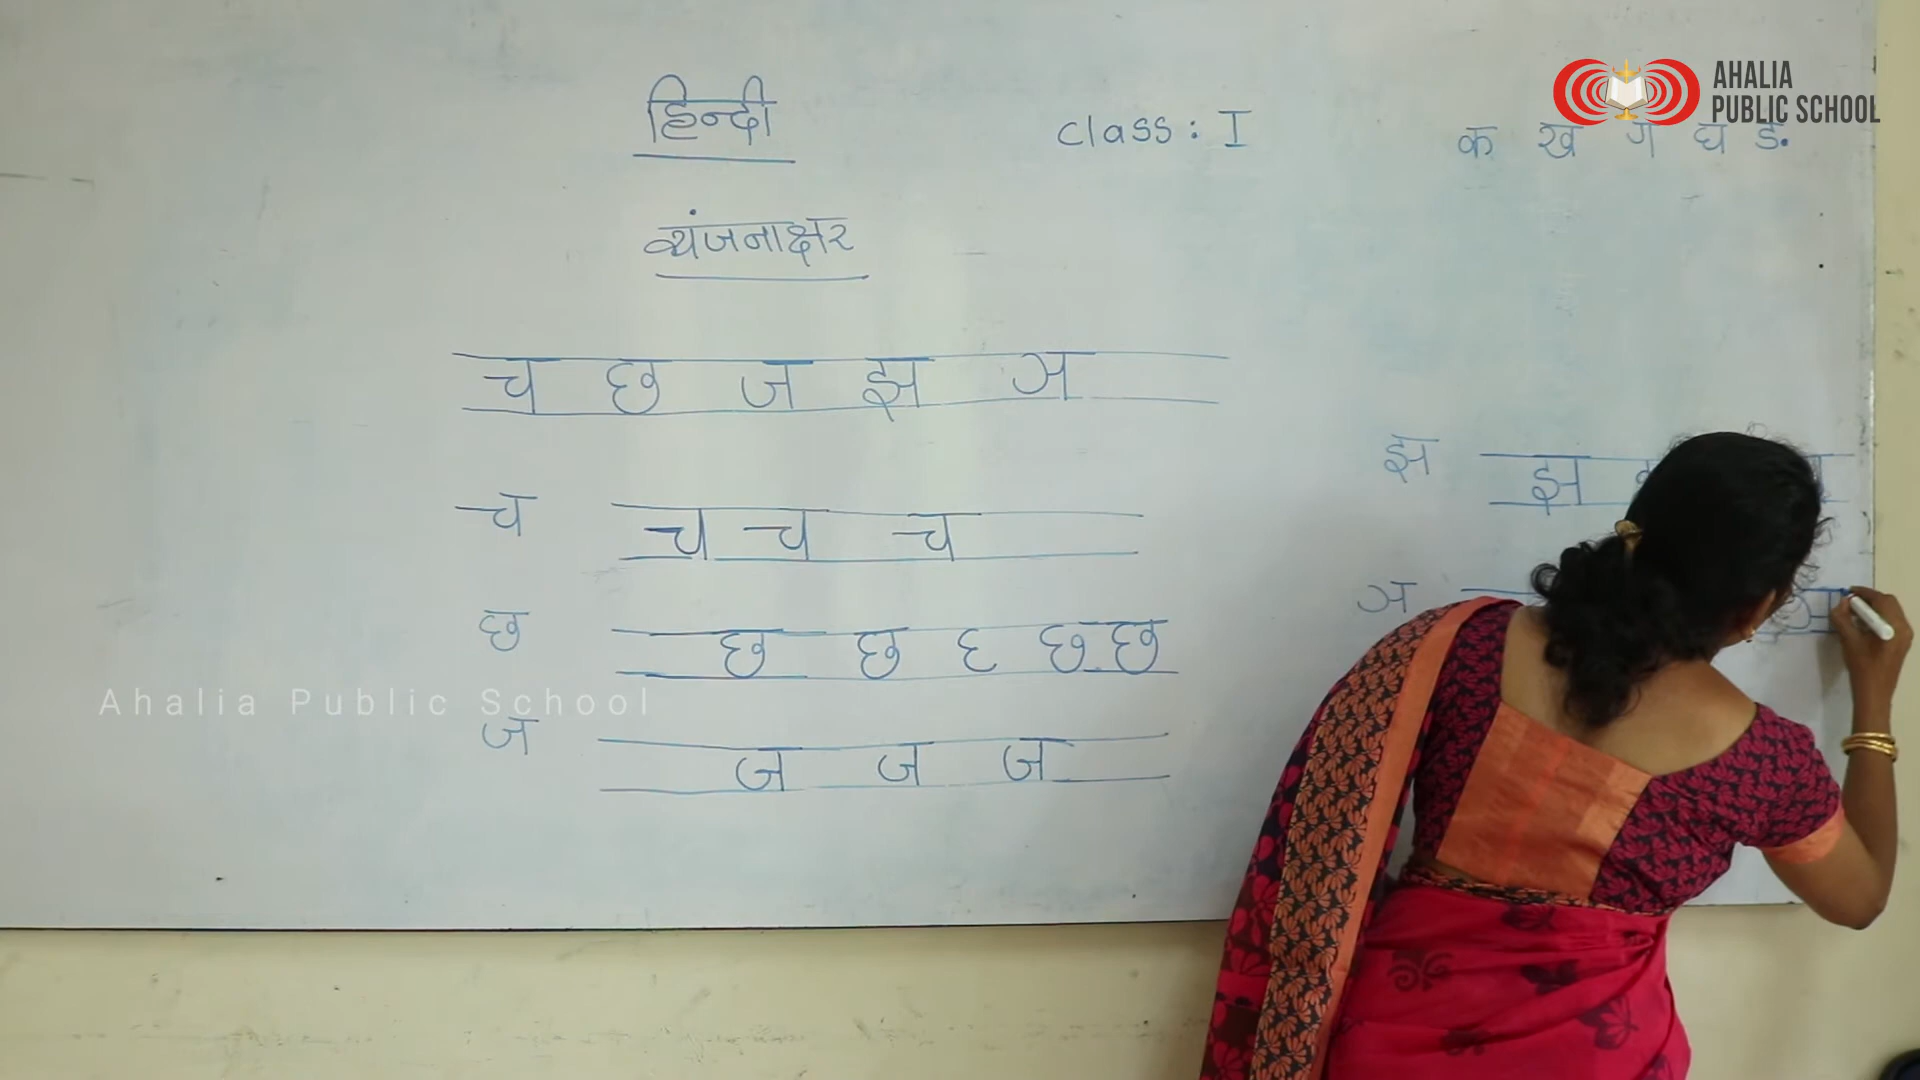 AHALIA
PUBLIC SCHOOL
हिन्दी
class : I
क ख ग घ ङ
व्यंजनाक्षर
च छ ज झ ञ
च च च च
छ छ छ छ छ
ज ज ज ज
झ झ
ञ
Ahalia Public School